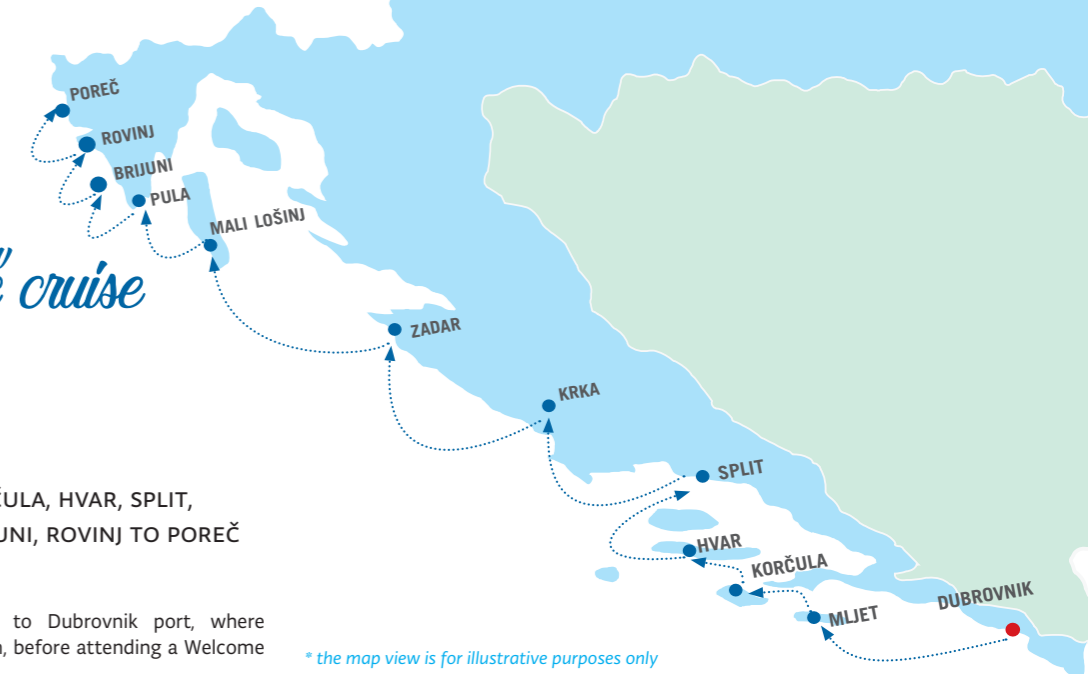 POREČ
ROVINJ
BRIJUNI
PULA
MALI LOŠINJ
cruise
ZADAR
KRKA
SPLIT
HVAR
KORČULA
MLJET
DUBROVNIK
ULA, HVAR, SPLIT,
UNI, ROVINJ TO POREČ
to Dubrovnik port, where
, before attending a Welcome
* the map view is for illustrative purposes only